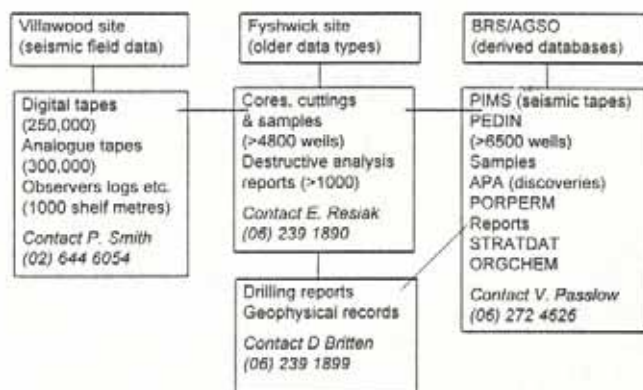 Villawood site
(seismic field data)
Digital tapes
(250,000)
Analogue tapes
(300,000)
Observers logs etc.
(1000 shelf metres)
Contact P. Smith
(02) 644 6054
Fyshwick site
(older data types)
Cores, cuttings
& samples
(>4800 wells)
Destructive analysis
reports (>1000)
Contact E. Resiak
(06) 239 1890
Drilling reports
Geophysical records
Contact D Britten
(06) 239 1899
BRS/AGSO
(derived databases)
PIMS (seismic tapes)
PEDIN
(>6500 wells)
Samples
APA (discoveries)
PORPERM
Reports
STRATDAT
ORGCHEM
Contact V. Passlow
(06) 272 4626